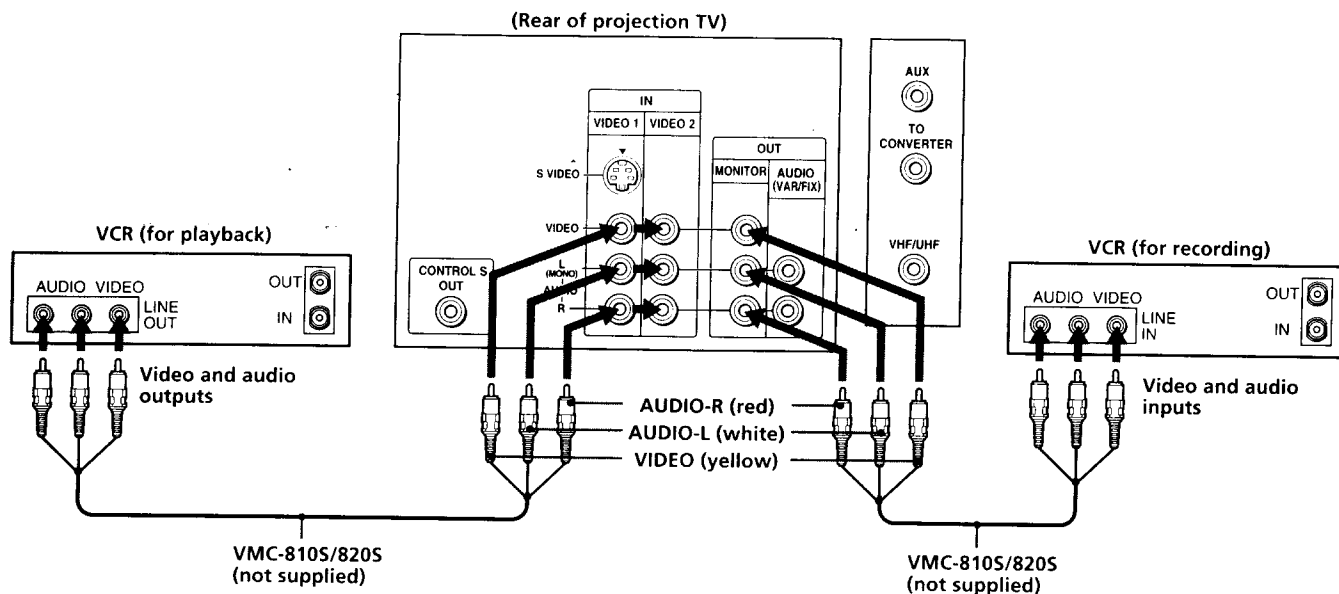 (Rear of projection TV)
IN
VIDEO 1 VIDEO 2
S VIDEO
VIDEO
L
(MONO)
AUDIO
R
CONTROL S
OUT
OUT
MONITOR
AUDIO
(VAR/FIX)
AUX
TO
CONVERTER
VHF/UHF
VCR (for playback)
AUDIO VIDEO
LINE
OUT
OUT
IN
Video and audio
outputs
VCR (for recording)
AUDIO VIDEO
LINE
IN
OUT
IN
Video and audio
inputs
AUDIO-R (red)
AUDIO-L (white)
VIDEO (yellow)
VMC-810S/820S
(not supplied)
VMC-810S/820S
(not supplied)